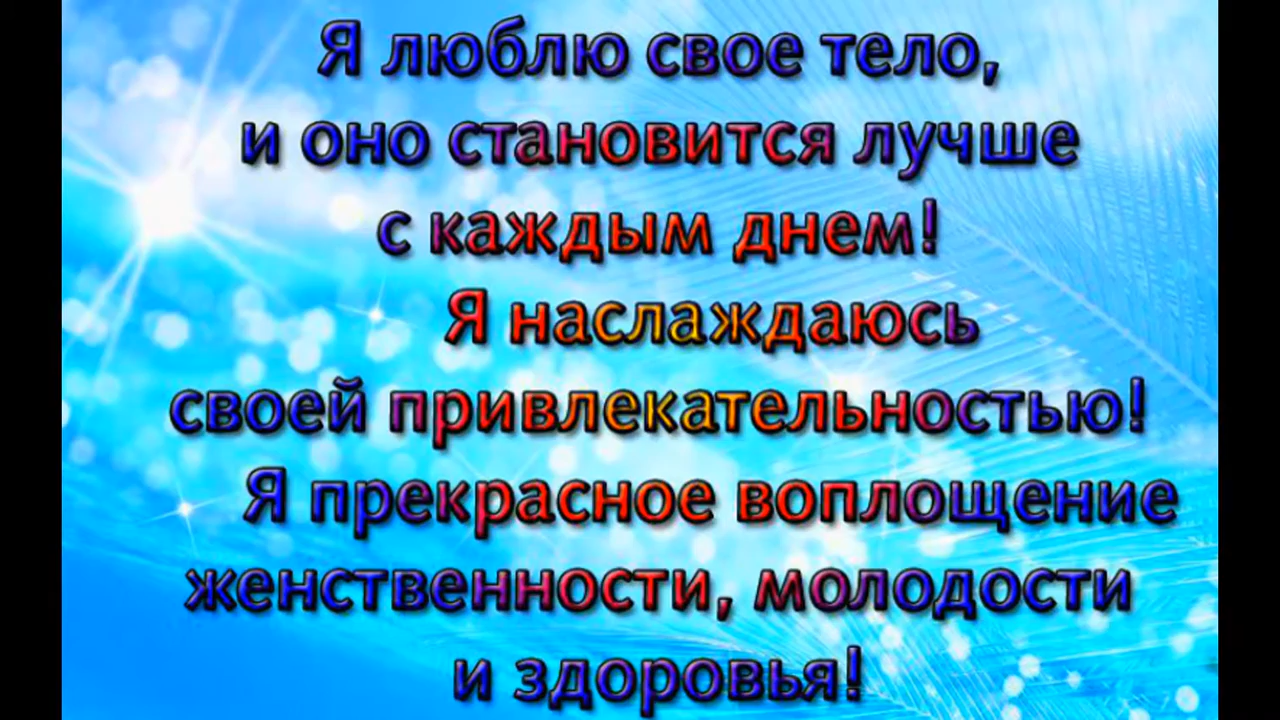 Я люблю свое тело,
и оно становится лучше
с каждым днем!
Я наслаждаюсь
своей привлекательностью!
Я прекрасное воплощение
женственности, молодости
и здоровья!